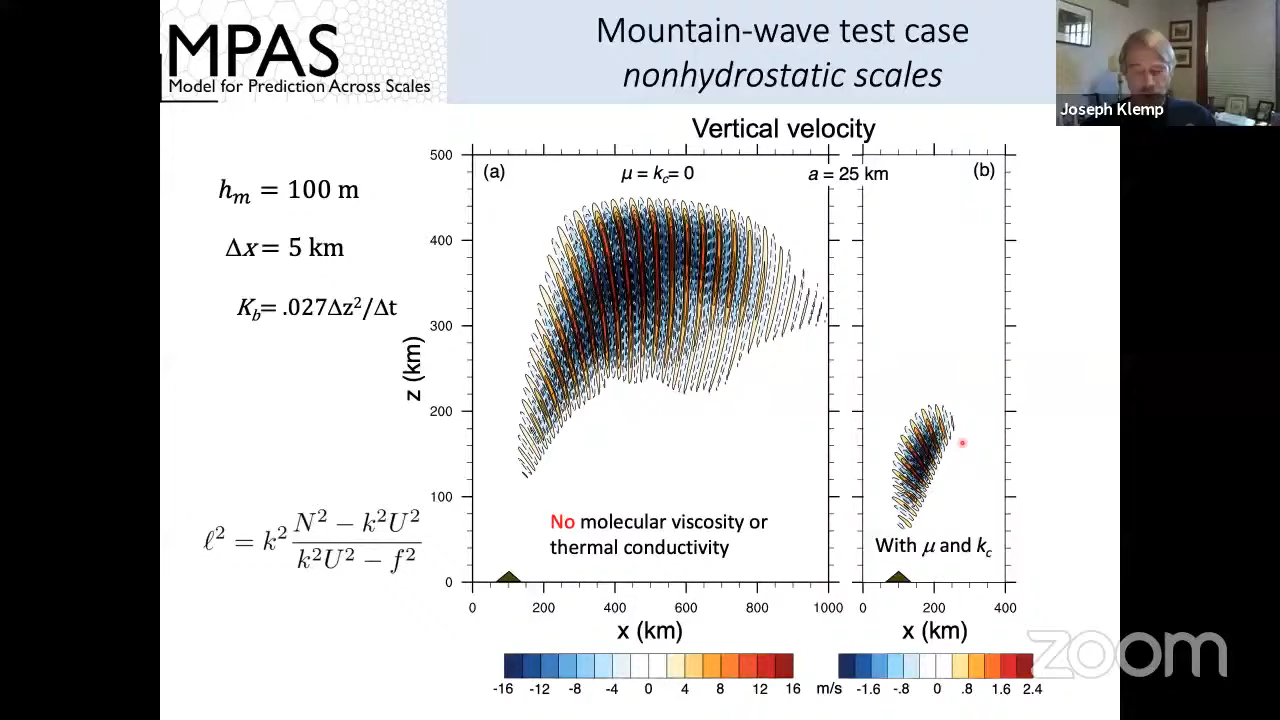 MPAS
Model for Prediction Across Scales
Mountain-wave test case
nonhydrostatic scales
Joseph Klemp
Vertical velocity
hₘ = 100 m
Δx = 5 km
K_b= .027Δz²/Δt
ℓ² = k² (N² − k²U²) / (k²U² − f²)
(a)
μ = k_c= 0
a = 25 km
(b)
500
400
300
200
100
0
z (km)
No molecular viscosity or
thermal conductivity
With μ and k_c
0 200 400 600 800 1000
0 200 400
x (km)
x (km)
-16 -12 -8 -4 0 4 8 12 16 m/s -1.6 -.8 0 .8 1.6 2.4
zoom